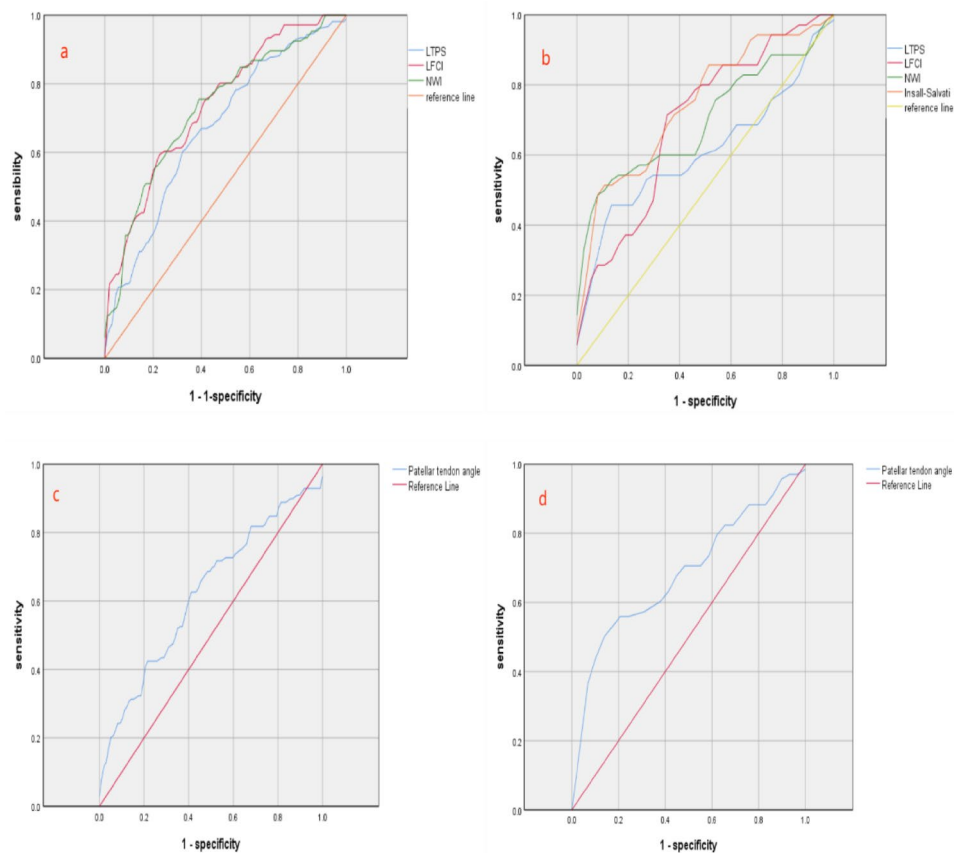 a
LTPS
LFCI
NWI
reference line
sensibility
1.0
0.8
0.6
0.4
0.2
0.0
0.0 0.2 0.4 0.6 0.8 1.0
1 - 1-specificity
b
LTPS
LFCI
NWI
Insall-Salvati
reference line
sensitivity
1.0
0.8
0.6
0.4
0.2
0.0
0.0 0.2 0.4 0.6 0.8 1.0
1 - specificity
c
Patellar tendon angle
Reference Line
sensitivity
1.0
0.8
0.6
0.4
0.2
0.0
0.0 0.2 0.4 0.6 0.8 1.0
1 - specificity
d
Patellar tendon angle
Reference Line
sensitivity
1.0
0.8
0.6
0.4
0.2
0.0
0.0 0.2 0.4 0.6 0.8 1.0
1 - specificity